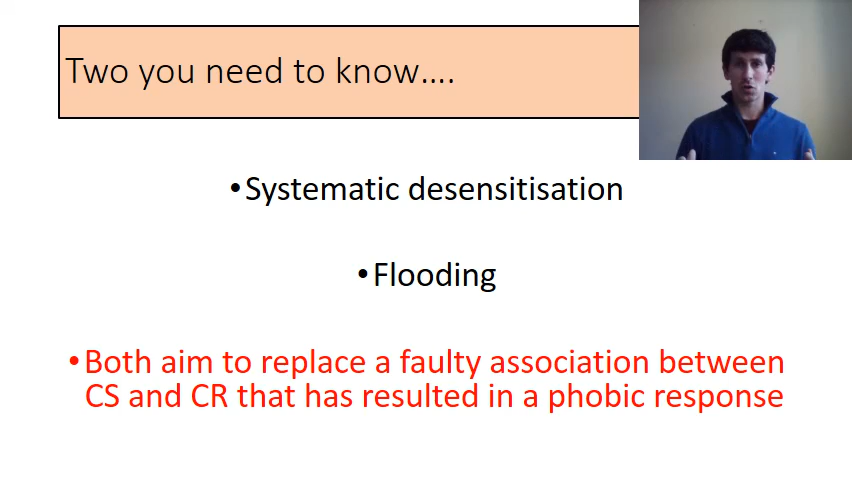 Two you need to know....
•Systematic desensitisation
•Flooding
•Both aim to replace a faulty association between
CS and CR that has resulted in a phobic response